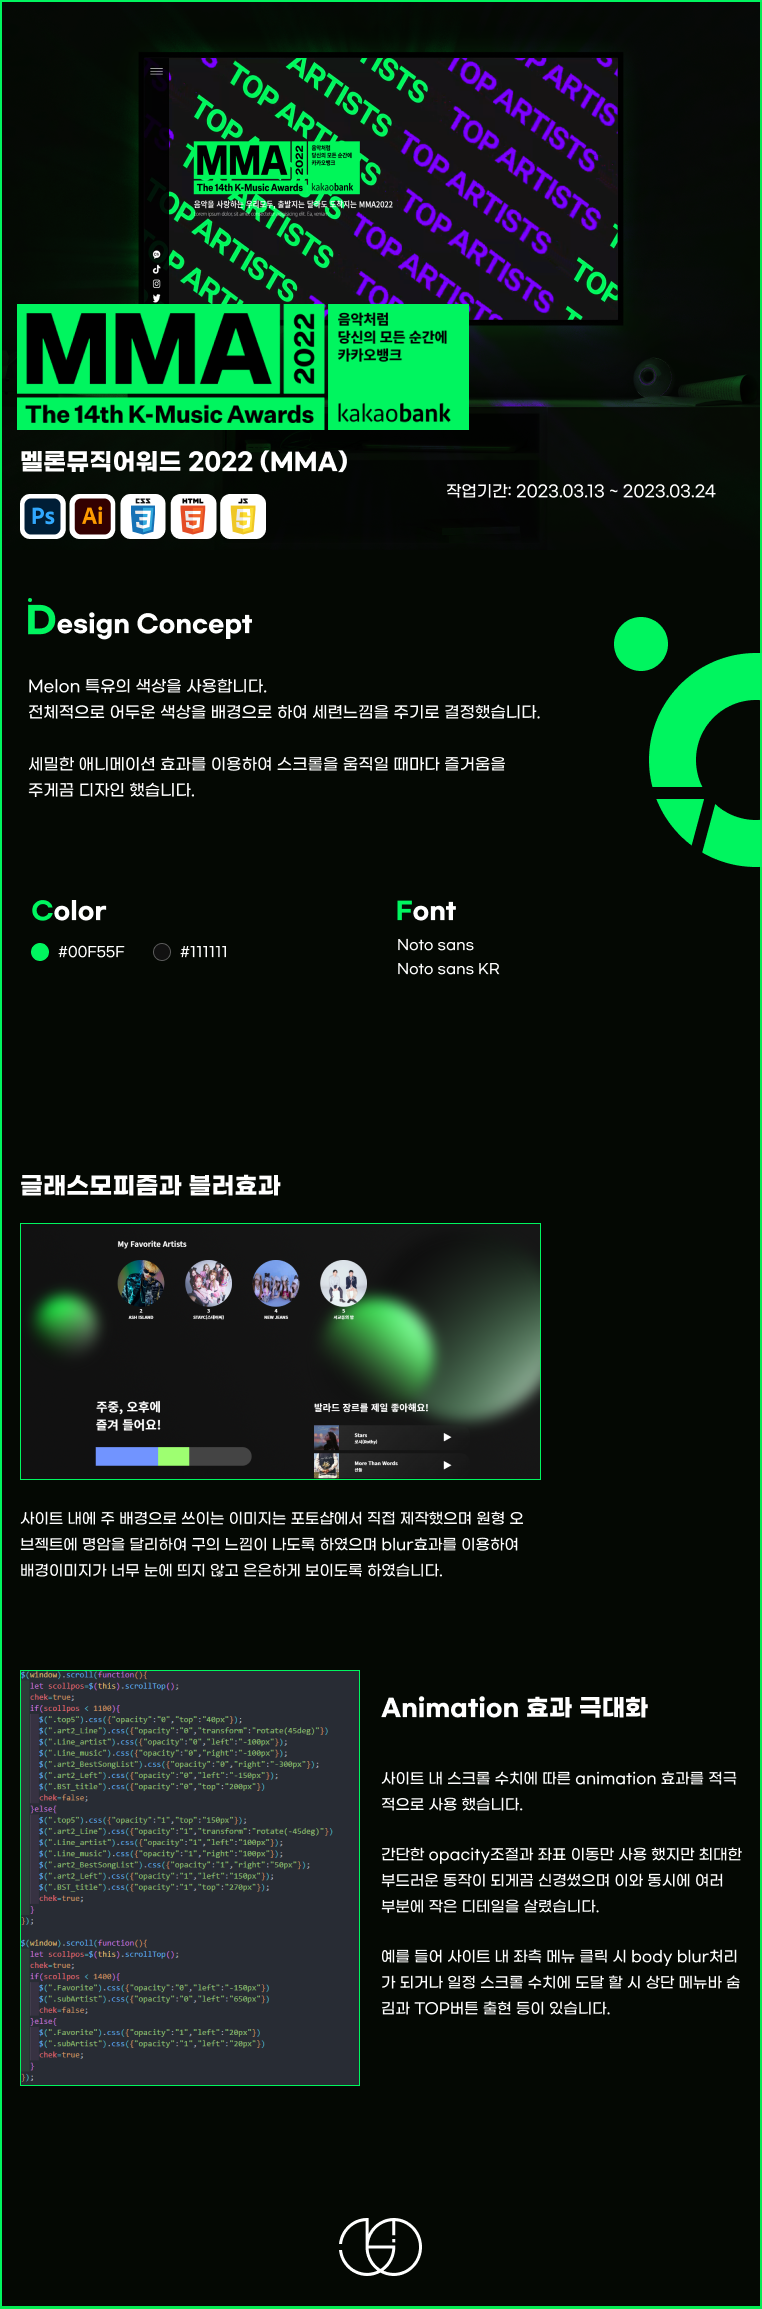 TOP ARTISTS
ARTISTS
TOP ARTISTS
TOP ARTISTS
TOP ARTISTS
TOP ARTISTS
TOP ARTISTS
MMA
2022
음악처럼
당신의 모든 순간에
카카오뱅크
The 14th K-Music Awards
kakaobank
MMA
2022
음악처럼
당신의 모든 순간에
카카오뱅크
The 14th K-Music Awards
kakaobank
멜론뮤직어워드 2022 (MMA)
작업기간: 2023.03.13 ~ 2023.03.24
Ps Ai CSS 3 HTML 5 JS 5
Design Concept
Melon 특유의 색상을 사용합니다.
전체적으로 어두운 색상을 배경으로 하여 세련느낌을 주기로 결정했습니다.
세밀한 애니메이션 효과를 이용하여 스크롤을 움직일 때마다 즐거움을
주게끔 디자인 했습니다.
Color
#00F55F #111111
Font
Noto sans
Noto sans KR
글래스모피즘과 블러효과
My Favorite Artists
2 3 4 5
ASH ISLAND STAYC(스테이씨) NEW JEANS
주중, 오후에
즐겨 들어요!
발라드 장르를 제일 좋아해요!
Stars
More Than Words
사이트 내에 주 배경으로 쓰이는 이미지는 포토샵에서 직접 제작했으며 원형 오
브젝트에 명암을 달리하여 구의 느낌이 나도록 하였으며 blur효과를 이용하여
배경이미지가 너무 눈에 띄지 않고 은은하게 보이도록 하였습니다.
$(window).scroll(function(){
let scollpos=$(this).scrollTop();
chek=true;
if(scollpos < 1100){
$(".top5").css({"opacity":"0","top":"40px"});
$(".art2_Line").css({"opacity":"0","transform":"rotate(45deg)"})
$(".Line_artist").css({"opacity":"0","left":"-100px"});
$(".Line_music").css({"opacity":"0","right":"-100px"});
$(".art2_BestSongList").css({"opacity":"0","right":"-300px"});
$(".art2_Left").css({"opacity":"0","left":"-150px"});
$(".BST_title").css({"opacity":"0","top":"200px"})
chek=false;
}else{
$(".top5").css({"opacity":"1","top":"150px"});
$(".art2_Line").css({"opacity":"1","transform":"rotate(-45deg)"})
$(".Line_artist").css({"opacity":"1","left":"100px"});
$(".Line_music").css({"opacity":"1","right":"100px"});
$(".art2_BestSongList").css({"opacity":"1","right":"50px"});
$(".art2_Left").css({"opacity":"1","left":"150px"});
$(".BST_title").css({"opacity":"1","top":"270px"});
chek=true;
}
});
$(window).scroll(function(){
let scollpos=$(this).scrollTop();
chek=true;
if(scollpos < 1400){
$(".Favorite").css({"opacity":"0","left":"-150px"})
$(".subArtist").css({"opacity":"0","left":"650px"})
chek=false;
}else{
$(".Favorite").css({"opacity":"1","left":"20px"})
$(".subArtist").css({"opacity":"1","left":"20px"})
chek=true;
}
});
Animation 효과 극대화
사이트 내 스크롤 수치에 따른 animation 효과를 적극
적으로 사용 했습니다.
간단한 opacity조절과 좌표 이동만 사용 했지만 최대한
부드러운 동작이 되게끔 신경썼으며 이와 동시에 여러
부분에 작은 디테일을 살렸습니다.
예를 들어 사이트 내 좌측 메뉴 클릭 시 body blur처리
가 되거나 일정 스크롤 수치에 도달 할 시 상단 메뉴바 숨
김과 TOP버튼 출현 등이 있습니다.